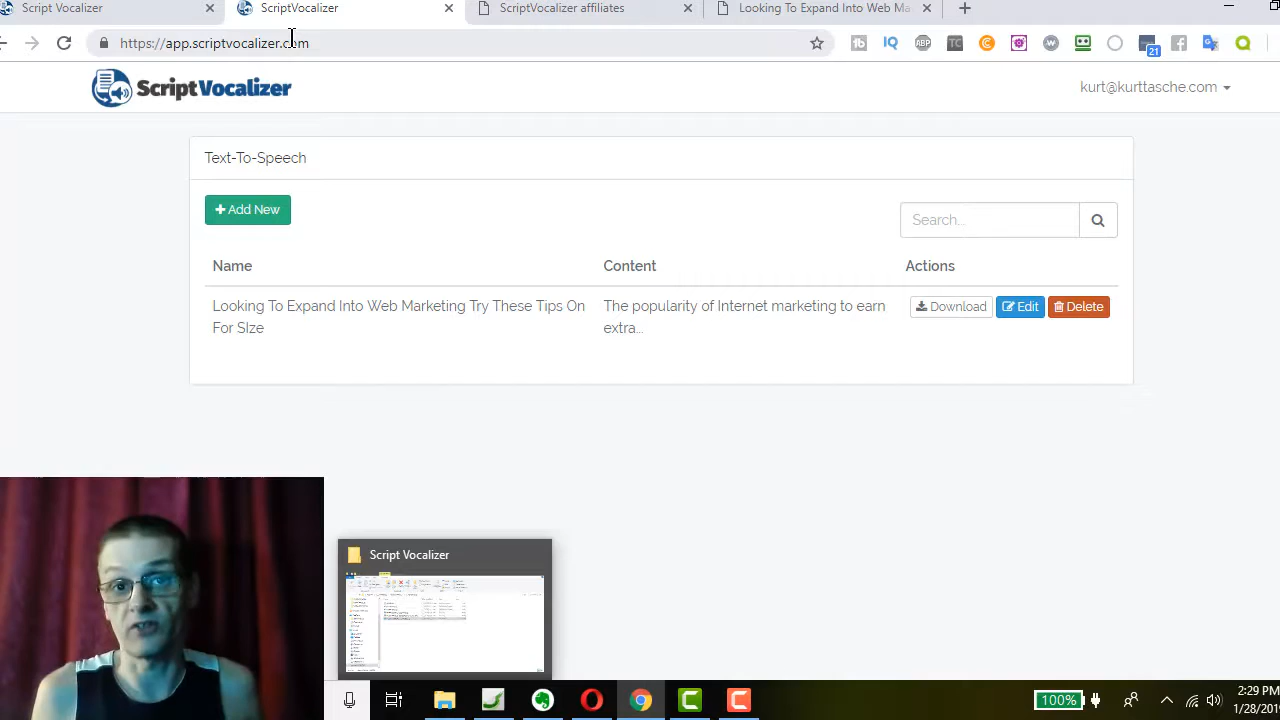 Script Vocalizer
ScriptVocalizer
ScriptVocalizer affiliates
Looking To Expand Into Web Ma
https://app.scriptvocalizer.com
ABP
TC
21
ScriptVocalizer
kurt@kurttasche.com
Text-To-Speech
Add New
Search...
Name
Content
Actions
Looking To Expand Into Web Marketing Try These Tips On
For SIze
The popularity of Internet marketing to earn
extra...
Download
Edit
Delete
Script Vocalizer
100%
2:29 PM
1/28/201